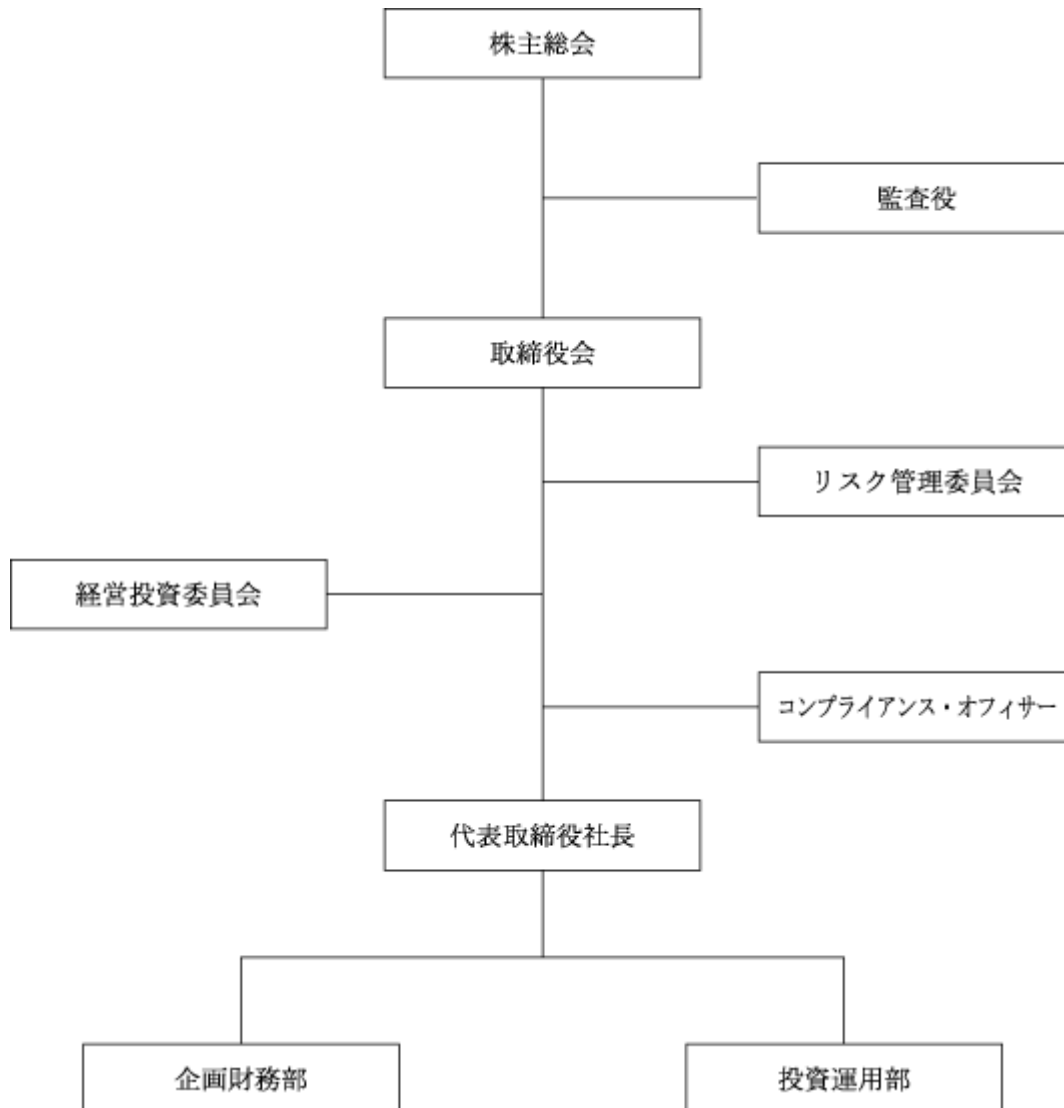 株主総会
監査役
取締役会
リスク管理委員会
経営投資委員会
コンプライアンス・オフィサー
代表取締役社長
企画財務部
投資運用部